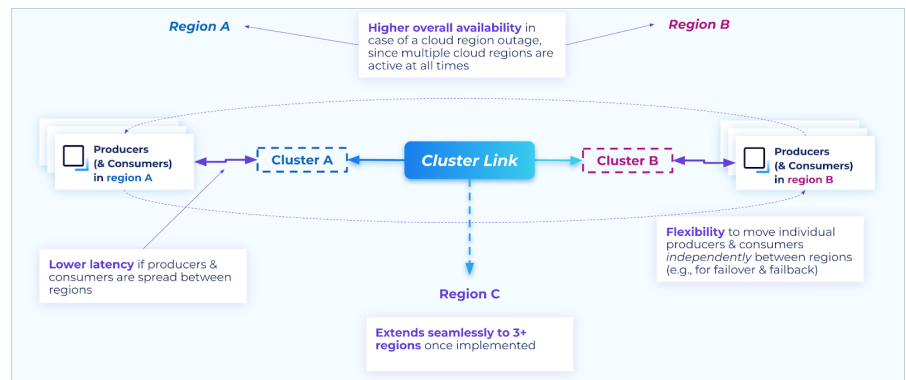 Region A
Higher overall availability in
case of a cloud region outage,
since multiple cloud regions are
active at all times
Region B
Producers
(& Consumers)
in region A
Cluster A
Cluster Link
Cluster B
Producers
(& Consumers)
in region B
Lower latency if producers &
consumers are spread between
regions
Flexibility to move individual
producers & consumers
independently between regions
(e.g., for failover & failback)
Region C
Extends seamlessly to 3+
regions once implemented